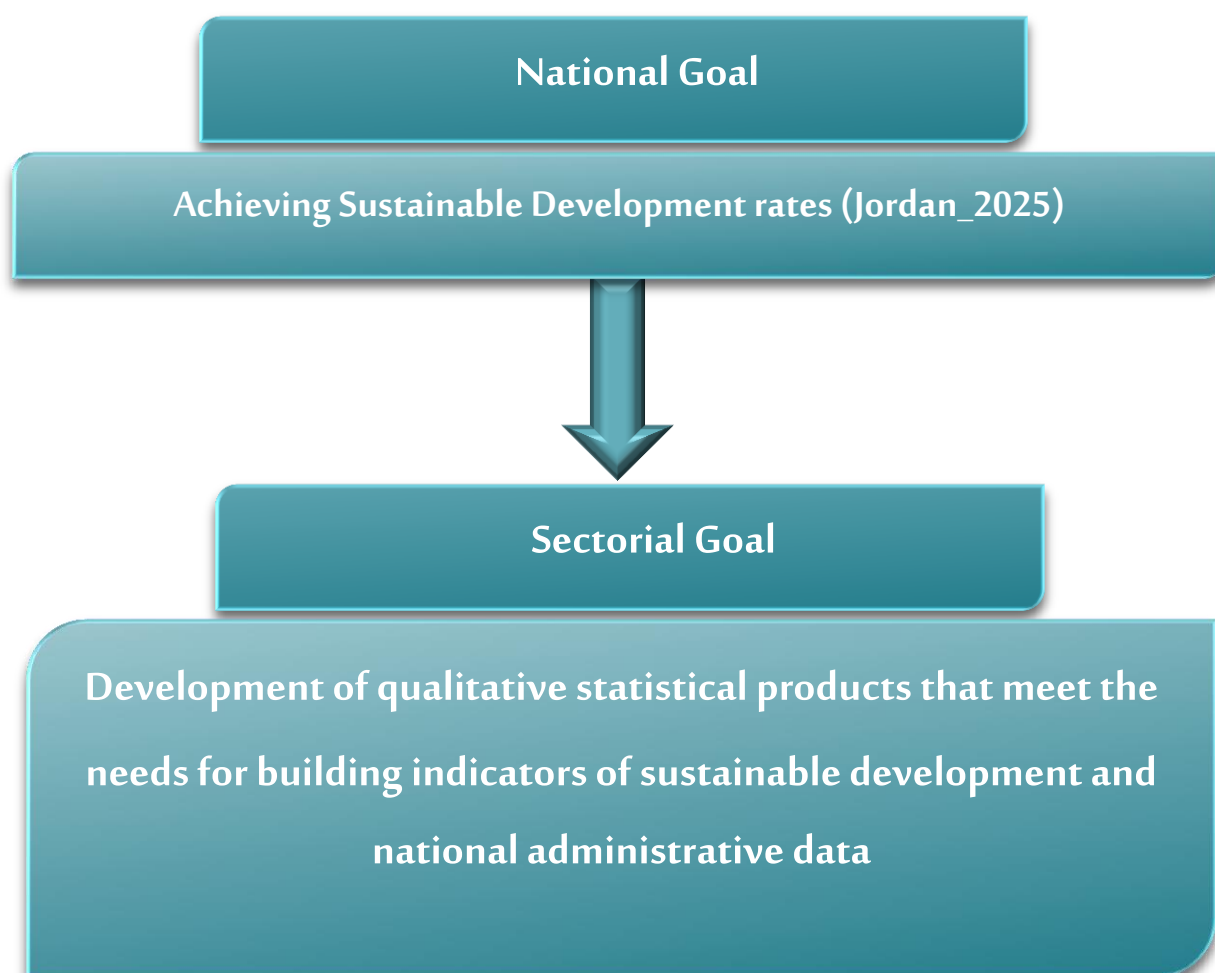 National Goal
Achieving Sustainable Development rates (Jordan_2025)
Sectorial Goal
Development of qualitative statistical products that meet the
needs for building indicators of sustainable development and
national administrative data